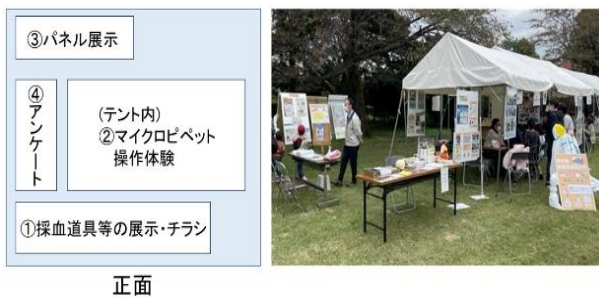 ③パネル展示
④アンケート
(テント内)
②マイクロピペット
操作体験
①採血道具等の展示・チラシ
正面